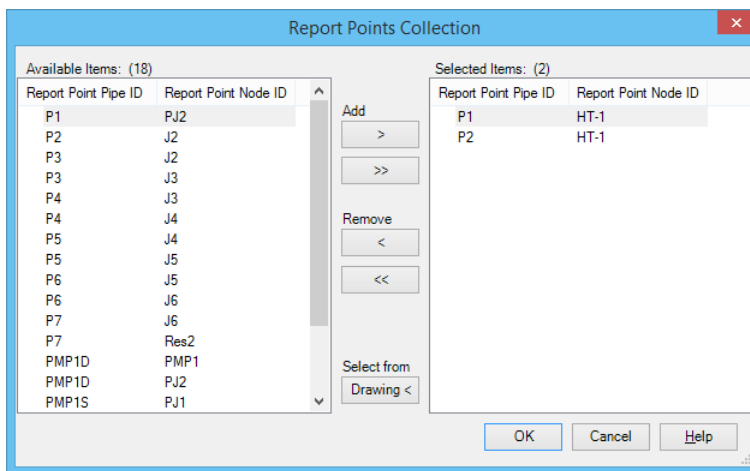 Report Points Collection
×
Available Items: (18)
Report Point Pipe ID Report Point Node ID
P1 PJ2
P2 J2
P3 J2
P3 J3
P4 J3
P4 J4
P5 J4
P5 J5
P6 J5
P6 J6
P7 J6
P7 Res2
PMP1D PMP1
PMP1D PJ2
PMP1S PJ1
Add
>
>>
Remove
<
<<
Select from
Drawing <
Selected Items: (2)
Report Point Pipe ID Report Point Node ID
P1 HT-1
P2 HT-1
OK Cancel Help